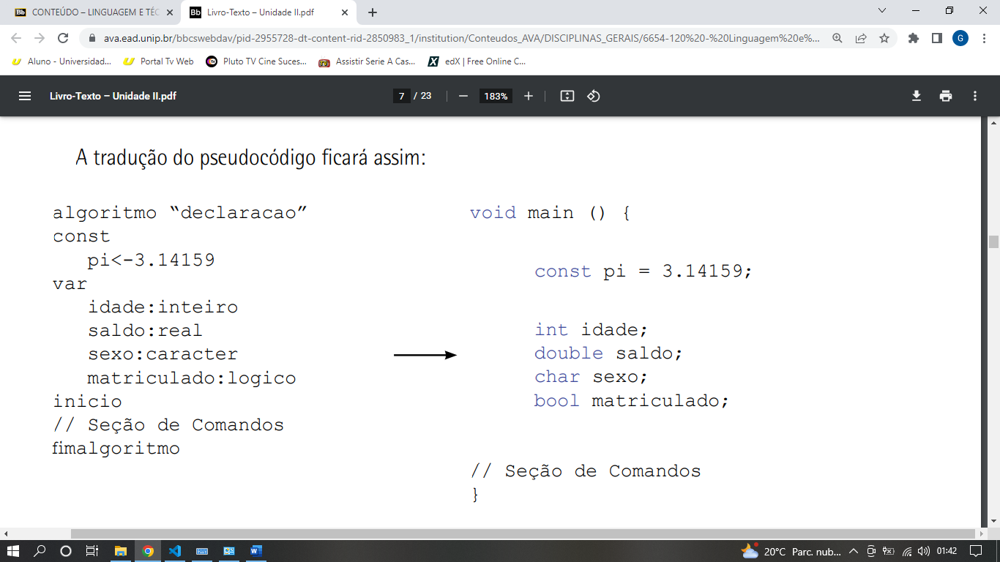 CONTEÚDO – LINGUAGEM E TÉC
Livro-Texto – Unidade II.pdf
ava.ead.unip.br/bbcswebdav/pid-2955728-dt-content-rid-2850983_1/institution/Conteudos_AVA/DISCIPLINAS_GERAIS/6654-120%20-%20Linguagem%20e%...
G
Aluno - Universidad...
Portal Tv Web
Pluto TV Cine Suces...
Assistir Serie A Cas...
edX | Free Online C...
Livro-Texto – Unidade II.pdf
7 / 23
183%
A tradução do pseudocódigo ficará assim:
algoritmo “declaracao”
const
pi<-3.14159
var
idade:inteiro
saldo:real
sexo:caracter
matriculado:logico
inicio
// Seção de Comandos
fimalgoritmo
void main () {
const pi = 3.14159;
int idade;
double saldo;
char sexo;
bool matriculado;
// Seção de Comandos
}
20°C Parc. nub...
01:42